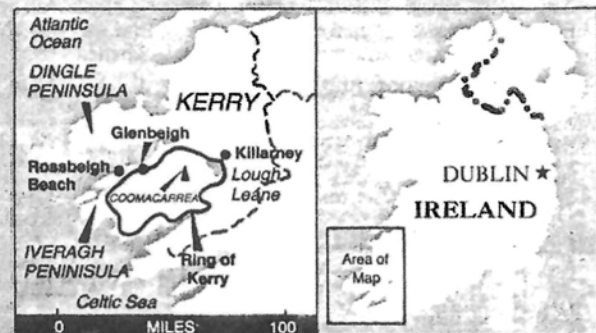 Atlantic
Ocean
DINGLE
PENINSULA
KERRY
Glenbeigh
Rossbeigh
Beach
Killarney
Lough
Leane
COOMACARREA
IVERAGH
PENINISULA
Ring of
Kerry
Celtic Sea
0 MILES 100
DUBLIN
IRELAND
Area of
Map